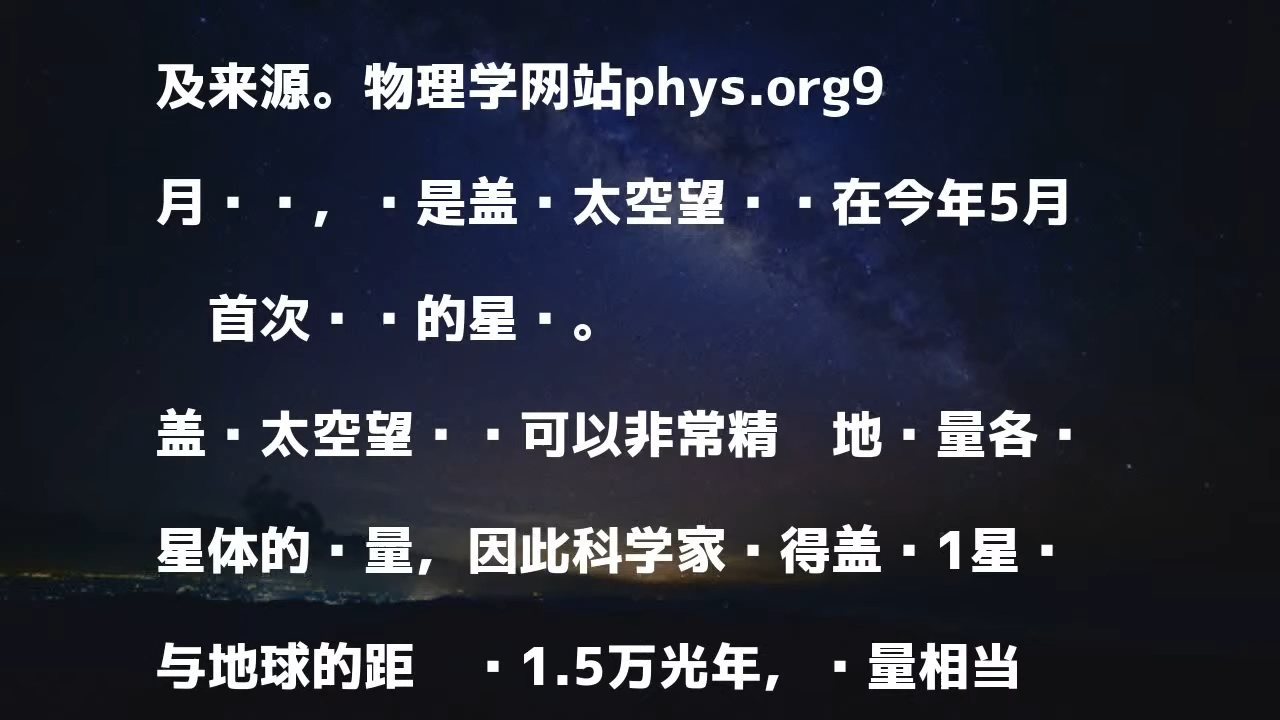 及来源。物理学网站phys.org9
月··，·是盖·太空望··在今年5月
首次··的星·。
盖·太空望··可以非常精 地·量各·
星体的·量，因此科学家·得盖·1星·
与地球的距 ·1.5万光年，·量相当